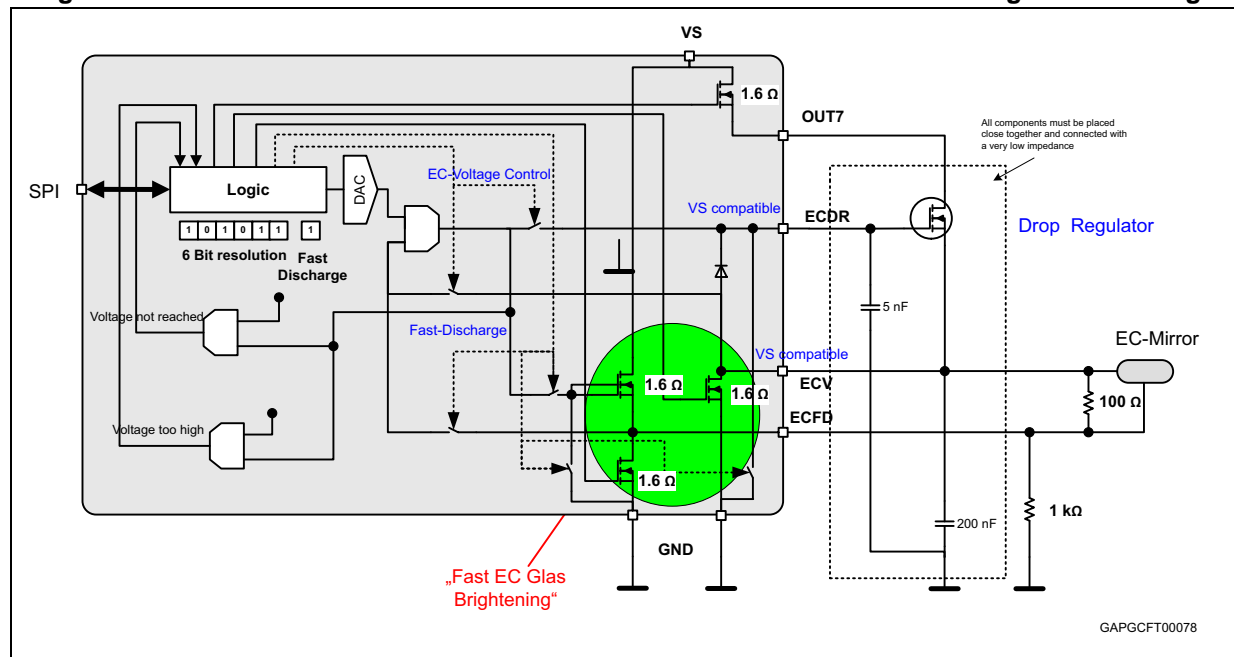 VS
1.6 Ω
OUT7
All components must be placed
close together and connected with
a very low impedance
SPI
Logic
DAC
EC-Voltage Control
VS compatible
ECDR
Drop Regulator
1 0 1 0 1 1 1
6 Bit resolution
Fast
Discharge
5 nF
Voltage not reached
Fast-Discharge
VS compatible
EC-Mirror
1.6 Ω
1.6 Ω
ECV
100 Ω
ECFD
Voltage too high
1.6 Ω
1 kΩ
200 nF
GND
„Fast EC Glas
Brightening“
GAPGCFT00078